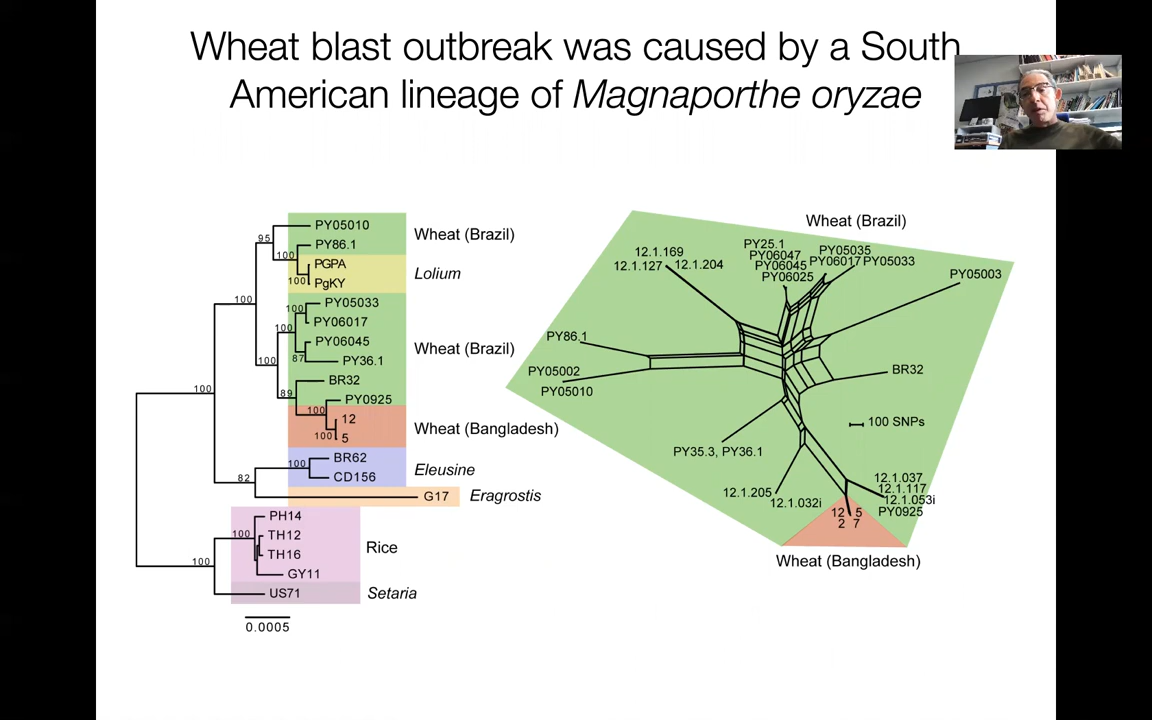 Wheat blast outbreak was caused by a South
American lineage of Magnaporthe oryzae
95
100
100
100
100
100
87
100
89
100
100
100
82
100
100
100
PY05010
PY86.1
PGPA
PgKY
PY05033
PY06017
PY06045
PY36.1
BR32
PY0925
12
5
BR62
CD156
G17
PH14
TH12
TH16
GY11
US71
Wheat (Brazil)
Lolium
Wheat (Brazil)
Wheat (Bangladesh)
Eleusine
Eragrostis
Rice
Setaria
0.0005
Wheat (Brazil)
12.1.169
12.1.127
12.1.204
PY25.1
PY06047
PY06045
PY06025
PY05035
PY06017
PY05033
PY05003
PY86.1
PY05002
PY05010
BR32
100 SNPs
PY35.3, PY36.1
12.1.205
12.1.032i
12.1.037
12.1.117
12.1.053i
PY0925
12 5
2 7
Wheat (Bangladesh)